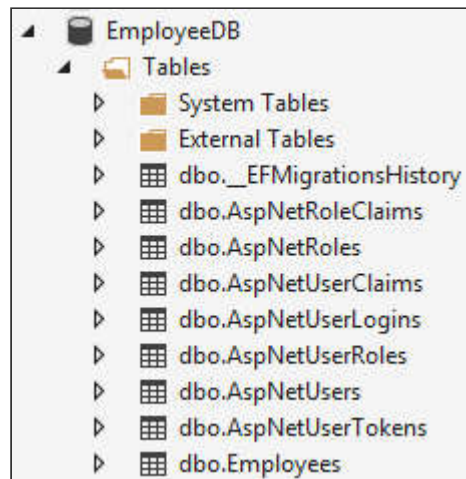 EmployeeDB
Tables
System Tables
External Tables
dbo.__EFMigrationsHistory
dbo.AspNetRoleClaims
dbo.AspNetRoles
dbo.AspNetUserClaims
dbo.AspNetUserLogins
dbo.AspNetUserRoles
dbo.AspNetUsers
dbo.AspNetUserTokens
dbo.Employees